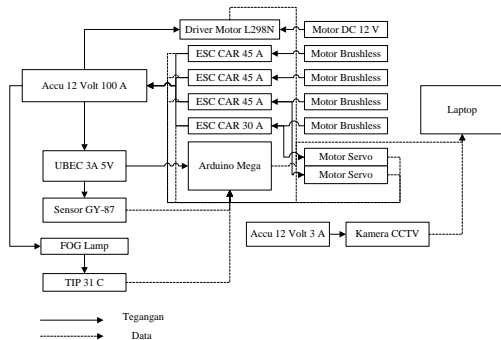 Driver Motor L298N
Motor DC 12 V
ESC CAR 45 A
Motor Brushless
ESC CAR 45 A
Motor Brushless
Accu 12 Volt 100 A
ESC CAR 45 A
Motor Brushless
Laptop
ESC CAR 30 A
Motor Brushless
UBEC 3A 5V
Arduino Mega
Motor Servo
Motor Servo
Sensor GY-87
Accu 12 Volt 3 A
Kamera CCTV
FOG Lamp
TIP 31 C
Tegangan
Data